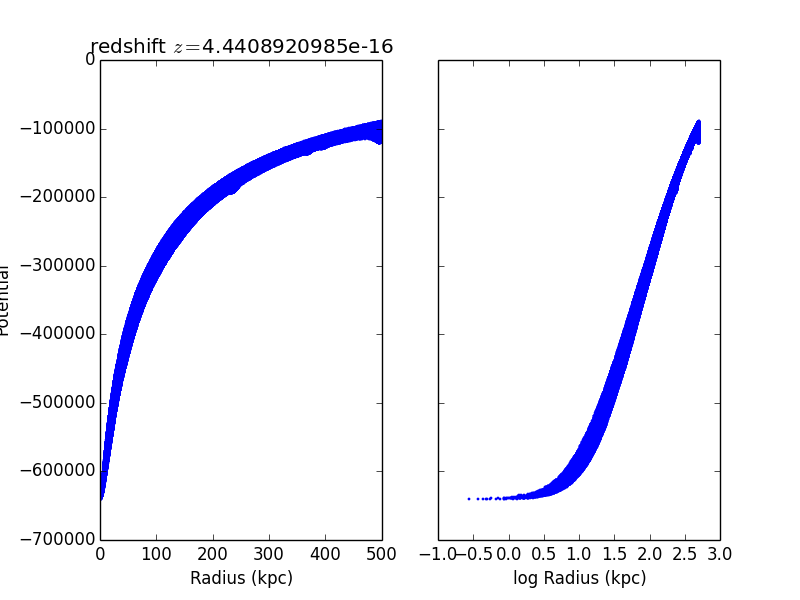 redshift z=4.4408920985e-16
0
−100000
−200000
−300000
−400000
−500000
−600000
−700000
Potential
0 100 200 300 400 500
Radius (kpc)
−1.0 −0.5 0.0 0.5 1.0 1.5 2.0 2.5 3.0
log Radius (kpc)